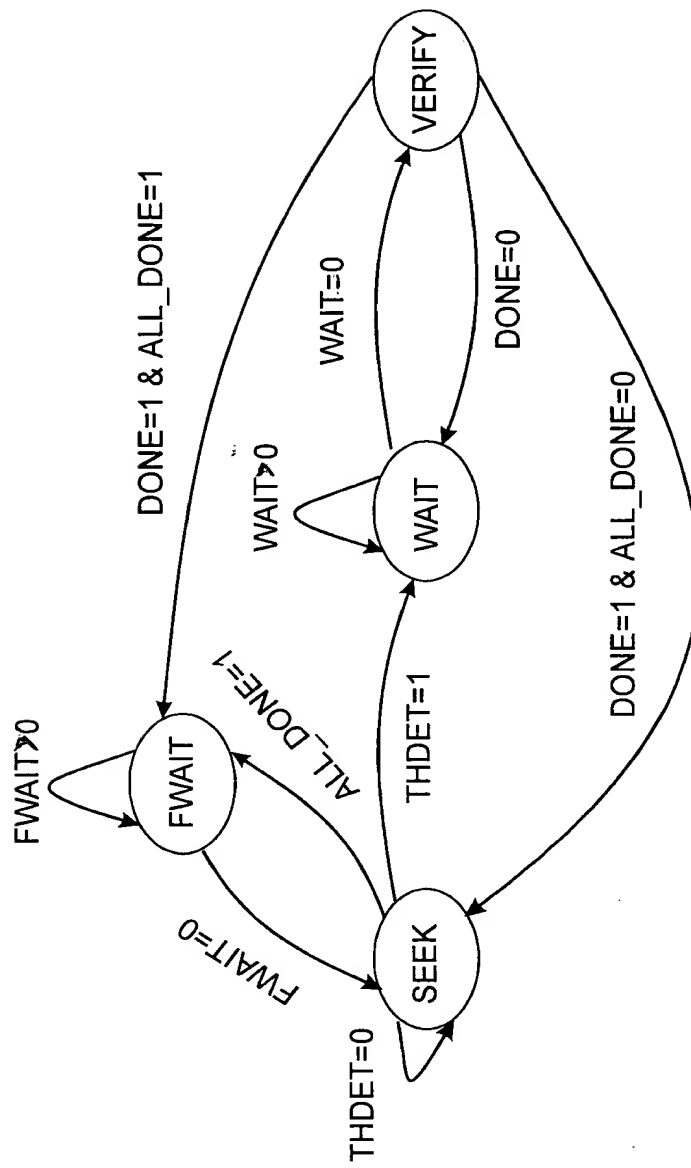 FWAIT>0
DONE=1 & ALL_DONE=1
FWAIT
FWAIT=0
ALL_DONE=1
WAIT>0
WAIT=0
THDET=0
SEEK
THDET=1
WAIT
DONE=0
VERIFY
DONE=1 & ALL_DONE=0